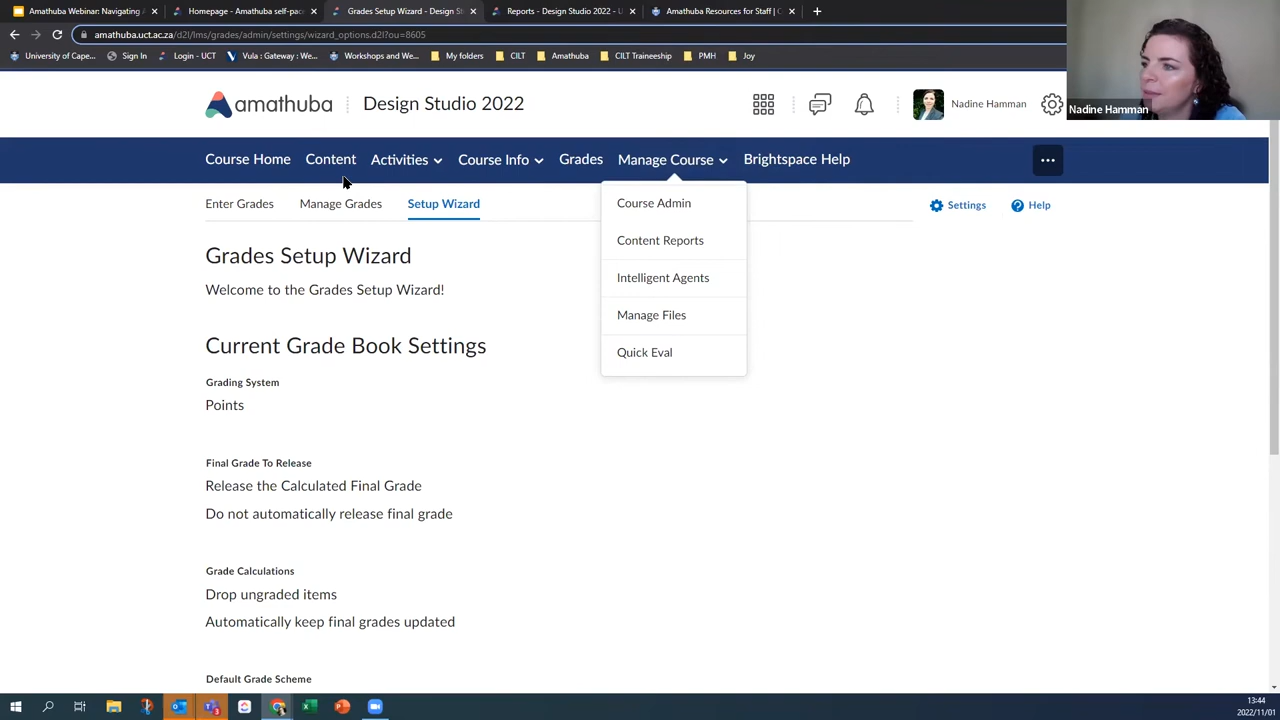 Amathuba Webinar: Navigating A
Homepage - Amathuba self-pac
Grades Setup Wizard - Design St
Reports - Design Studio 2022 - U
Amathuba Resources for Staff | C
amathuba.uct.ac.za/d2l/lms/grades/admin/settings/wizard_options.d2l?ou=8605
University of Cape...
Sign In
Login - UCT
Vula : Gateway : We...
Workshops and We...
My folders
CILT
Amathuba
CILT Traineeship
PMH
Joy
amathuba
Design Studio 2022
Nadine Hamman
Nadine Hamman
Course Home
Content
Activities
Course Info
Grades
Manage Course
Brightspace Help
Enter Grades
Manage Grades
Setup Wizard
Course Admin
Content Reports
Intelligent Agents
Manage Files
Quick Eval
Settings
Help
Grades Setup Wizard
Welcome to the Grades Setup Wizard!
Current Grade Book Settings
Grading System
Points
Final Grade To Release
Release the Calculated Final Grade
Do not automatically release final grade
Grade Calculations
Drop ungraded items
Automatically keep final grades updated
Default Grade Scheme
13:44
2022/11/01